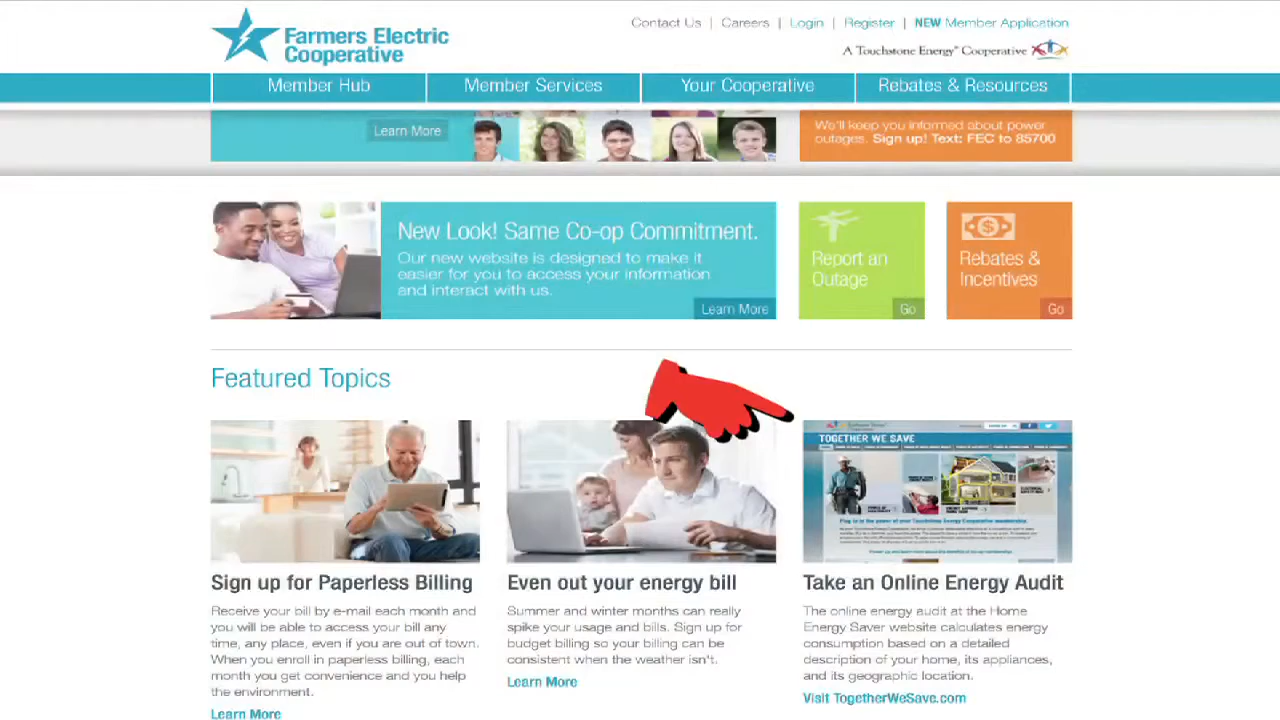 Contact Us | Careers | Login | Register | NEW Member Application
Farmers Electric
Cooperative
A Touchstone Energy® Cooperative
Member Hub
Member Services
Your Cooperative
Rebates & Resources
Learn More
We'll keep you informed about power
outages. Sign up! Text: FEC to 85700
New Look! Same Co-op Commitment.
Our new website is designed to make it
easier for you to access your information
and interact with us.
Learn More
Report an
Outage
Go
Rebates &
Incentives
Go
Featured Topics
TOGETHER WE SAVE
Sign up for Paperless Billing
Receive your bill by e-mail each month and
you will be able to access your bill any
time, any place, even if you are out of town.
When you enroll in paperless billing, each
month you get convenience and you help
the environment.
Learn More
Even out your energy bill
Summer and winter months can really
spike your usage and bills. Sign up for
budget billing so your billing can be
consistent when the weather isn't.
Learn More
Take an Online Energy Audit
The online energy audit at the Home
Energy Saver website calculates energy
consumption based on a detailed
description of your home, its appliances,
and its geographic location.
Visit TogetherWeSave.com